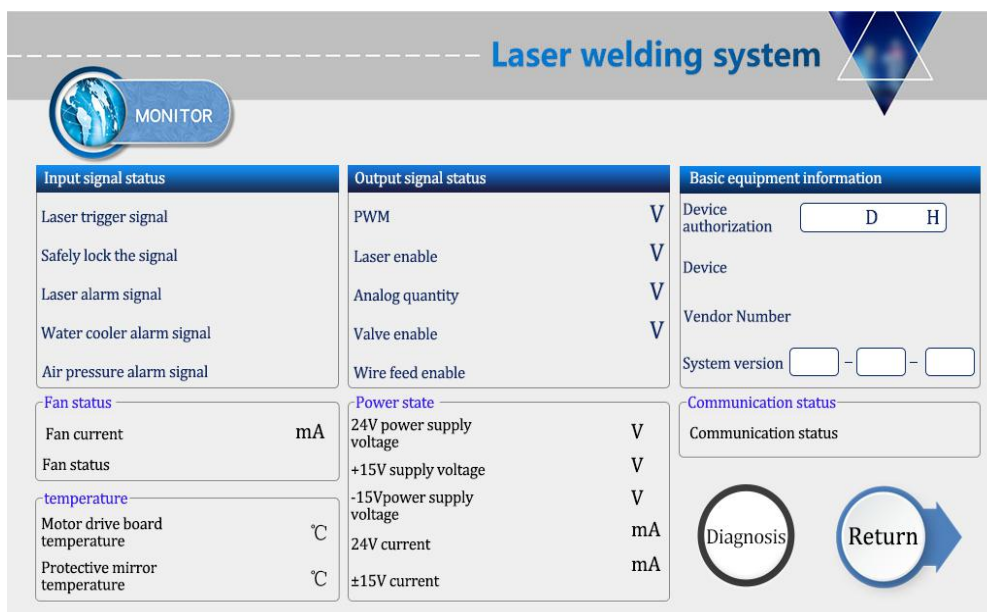 Laser welding system
MONITOR
Input signal status
Laser trigger signal
Safely lock the signal
Laser alarm signal
Water cooler alarm signal
Air pressure alarm signal
Output signal status
PWM V
Laser enable V
Analog quantity V
Valve enable V
Wire feed enable
Basic equipment information
Device
authorization D H
Device
Vendor Number
System version - -
Fan status
Fan current mA
Fan status
temperature
Motor drive board
temperature ℃
Protective mirror
temperature ℃
Power state
24V power supply
voltage V
+15V supply voltage V
-15Vpower supply
voltage V
24V current mA
±15V current mA
Communication status
Communication status
Diagnosis
Return